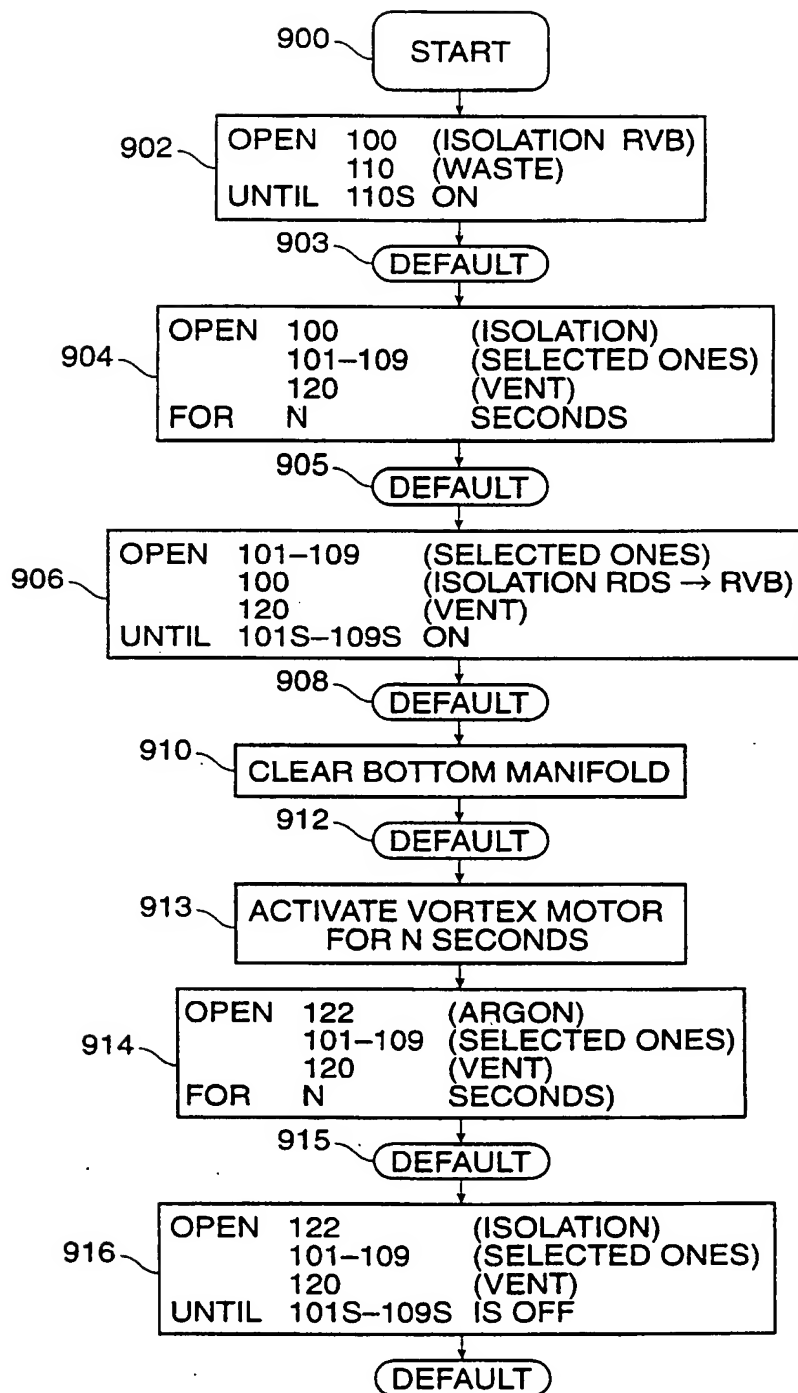 900
START
902
OPEN 100 (ISOLATION RVB)
110 (WASTE)
UNTIL 110S ON
903
DEFAULT
904
OPEN 100 (ISOLATION)
101–109 (SELECTED ONES)
120 (VENT)
FOR N SECONDS
905
DEFAULT
906
OPEN 101–109 (SELECTED ONES)
100 (ISOLATION RDS → RVB)
120 (VENT)
UNTIL 101S–109S ON
908
DEFAULT
910
CLEAR BOTTOM MANIFOLD
912
DEFAULT
913
ACTIVATE VORTEX MOTOR
FOR N SECONDS
914
OPEN 122 (ARGON)
101–109 (SELECTED ONES)
120 (VENT)
FOR N SECONDS)
915
DEFAULT
916
OPEN 122 (ISOLATION)
101–109 (SELECTED ONES)
120 (VENT)
UNTIL 101S–109S IS OFF
DEFAULT